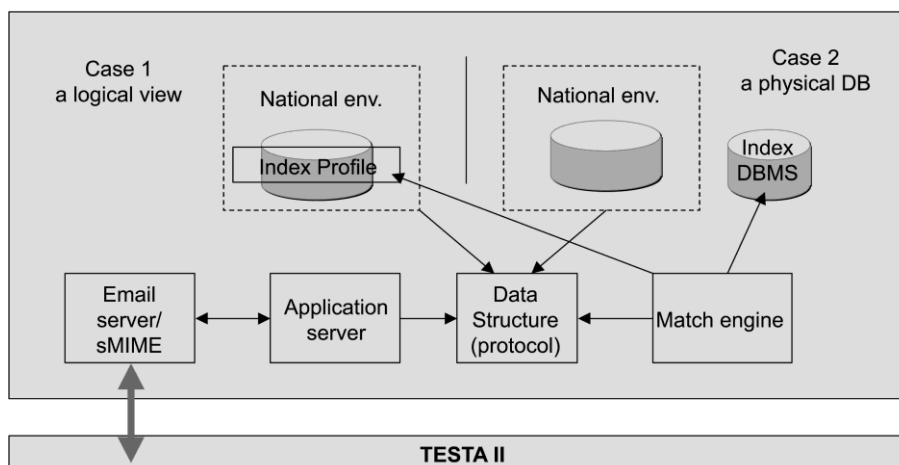 Case 1
a logical view
National env.
Index Profile
National env.
Case 2
a physical DB
Index
DBMS
Email
server/
sMIME
Application
server
Data
Structure
(protocol)
Match engine
TESTA II